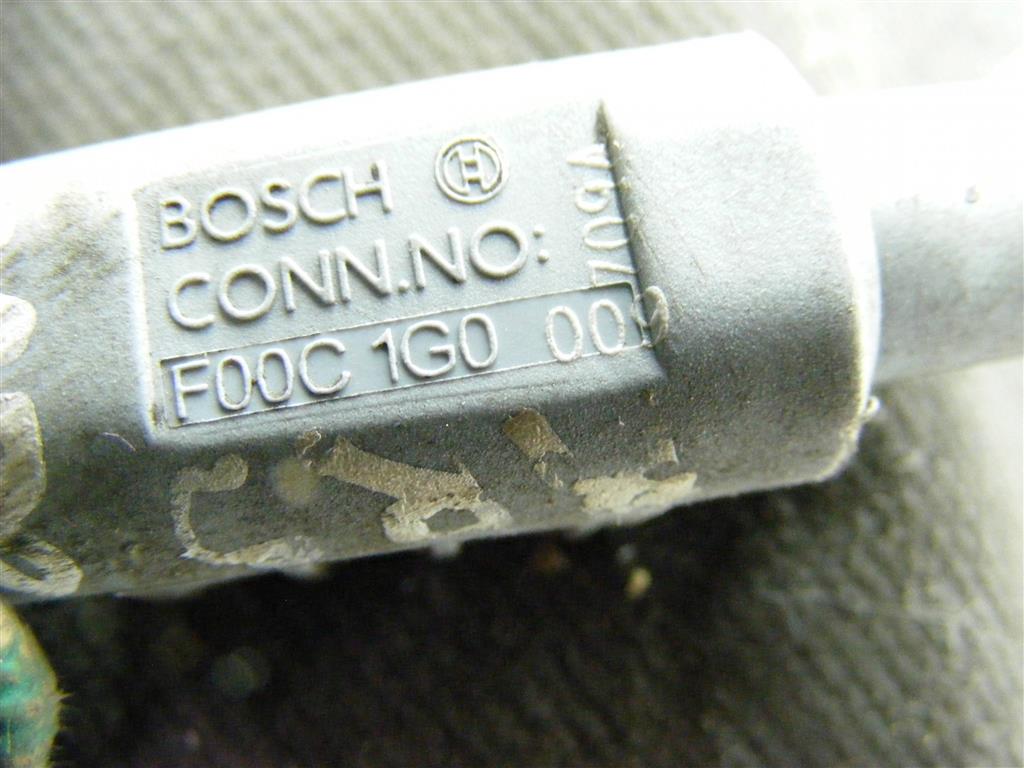 BOSCH
CONN.NO:
F00C 1G0 00